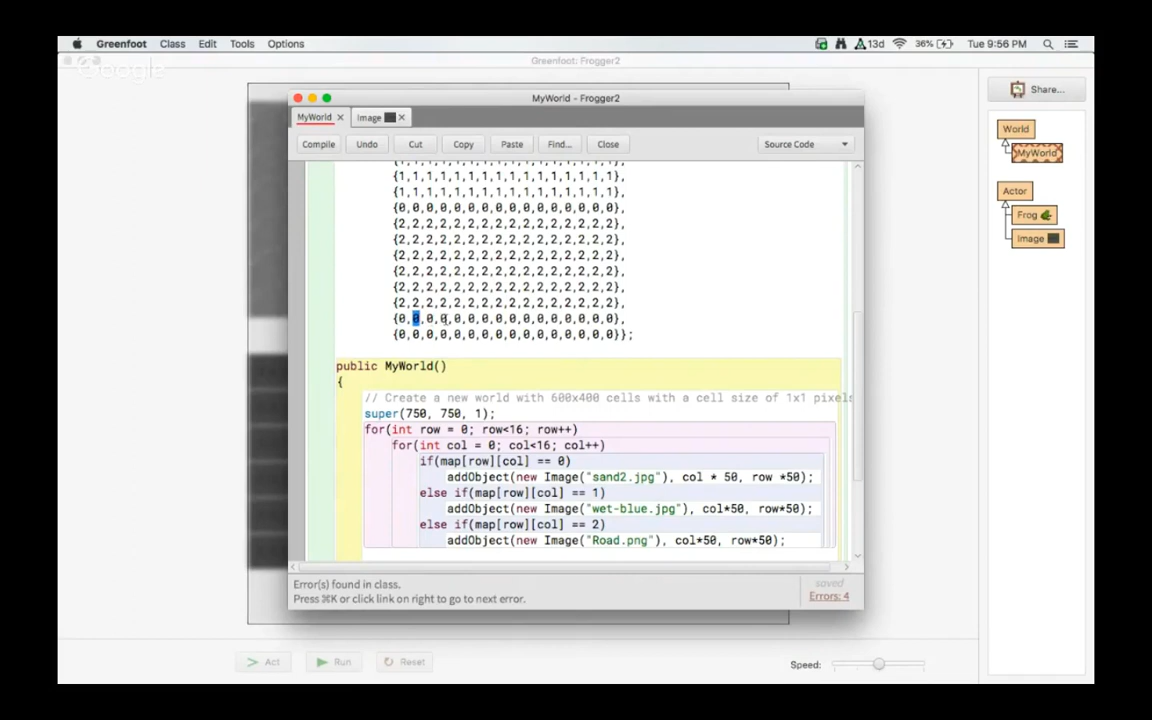 Greenfoot Class Edit Tools Options 13d 36% Tue 9:56 PM
Google
Greenfoot: Frogger2
Share...
MyWorld - Frogger2
MyWorld × Image ×
Compile Undo Cut Copy Paste Find... Close Source Code
World
MyWorld
Actor
Frog
Image
{1,1,1,1,1,1,1,1,1,1,1,1,1,1,1,1},
{1,1,1,1,1,1,1,1,1,1,1,1,1,1,1,1},
{0,0,0,0,0,0,0,0,0,0,0,0,0,0,0,0},
{2,2,2,2,2,2,2,2,2,2,2,2,2,2,2,2},
{2,2,2,2,2,2,2,2,2,2,2,2,2,2,2,2},
{2,2,2,2,2,2,2,2,2,2,2,2,2,2,2,2},
{2,2,2,2,2,2,2,2,2,2,2,2,2,2,2,2},
{2,2,2,2,2,2,2,2,2,2,2,2,2,2,2,2},
{2,2,2,2,2,2,2,2,2,2,2,2,2,2,2,2},
{0,0,0,0,0,0,0,0,0,0,0,0,0,0,0,0},
{0,0,0,0,0,0,0,0,0,0,0,0,0,0,0,0}};
public MyWorld()
{
// Create a new world with 600x400 cells with a cell size of 1x1 pixels
super(750, 750, 1);
for(int row = 0; row<16; row++)
for(int col = 0; col<16; col++)
if(map[row][col] == 0)
addObject(new Image("sand2.jpg"), col * 50, row *50);
else if(map[row][col] == 1)
addObject(new Image("wet-blue.jpg"), col*50, row*50);
else if(map[row][col] == 2)
addObject(new Image("Road.png"), col*50, row*50);
Error(s) found in class.
Press ⌘K or click link on right to go to next error.
saved
Errors: 4
Act Run Reset Speed: